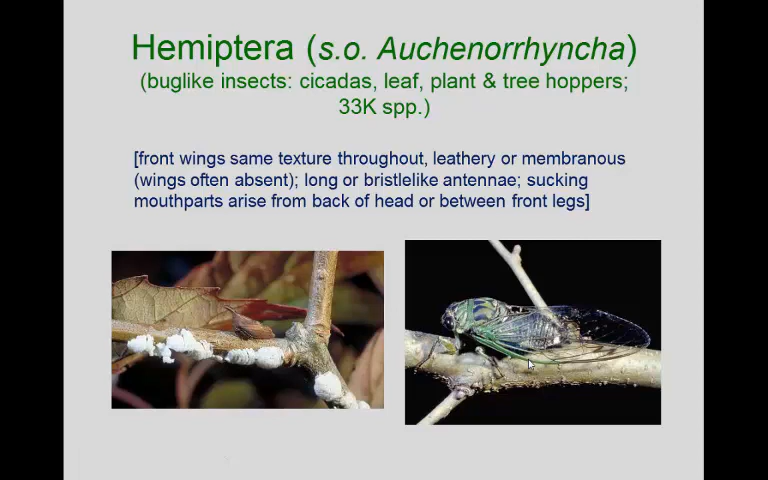 Hemiptera (s.o. Auchenorrhyncha)
(buglike insects: cicadas, leaf, plant & tree hoppers;
33K spp.)
[front wings same texture throughout, leathery or membranous
(wings often absent); long or bristlelike antennae; sucking
mouthparts arise from back of head or between front legs]